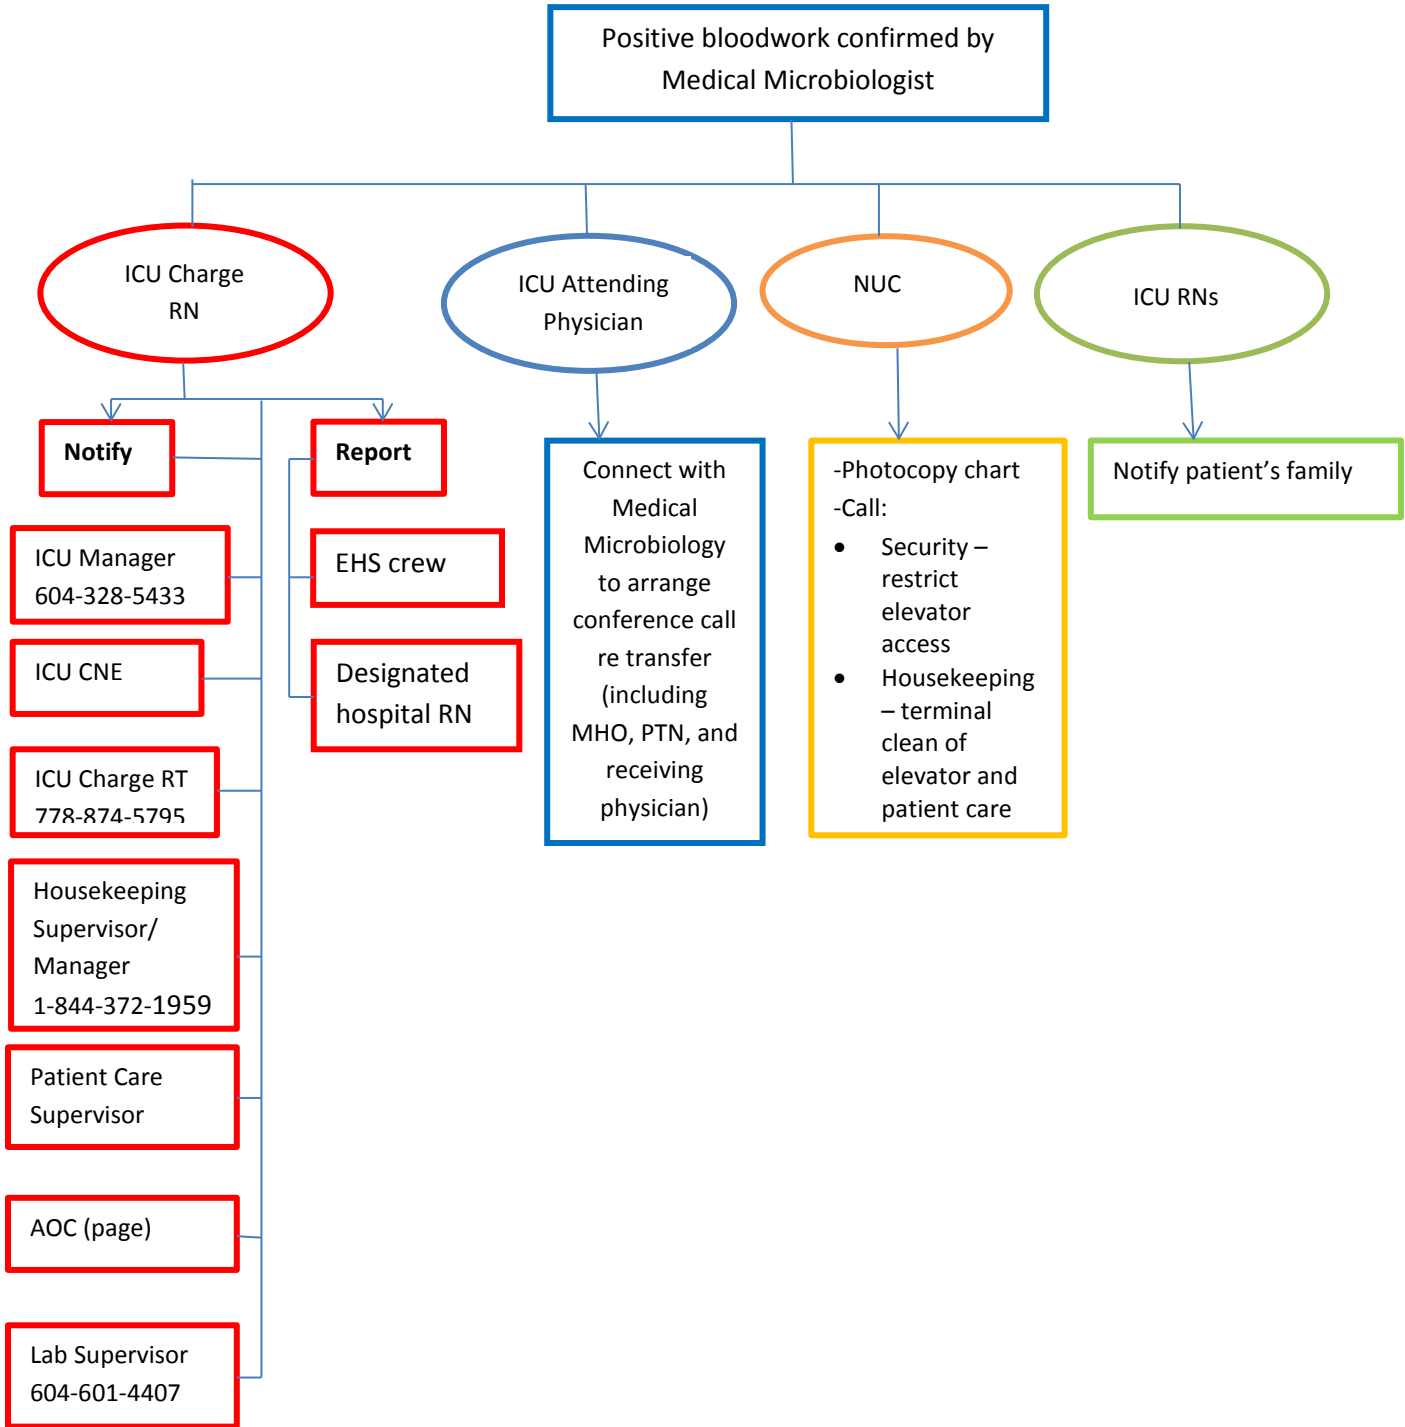 Positive bloodwork confirmed by
Medical Microbiologist
ICU Charge
RN
ICU Attending
Physician
NUC
ICU RNs
Notify
Report
ICU Manager
604-328-5433
ICU CNE
ICU Charge RT
778-874-5795
Housekeeping
Supervisor/
Manager
1-844-372-1959
Patient Care
Supervisor
AOC (page)
Lab Supervisor
604-601-4407
EHS crew
Designated
hospital RN
Connect with
Medical
Microbiology
to arrange
conference call
re transfer
(including
MHO, PTN, and
receiving
physician)
-Photocopy chart
-Call:
• Security –
restrict
elevator
access
• Housekeeping
– terminal
clean of
elevator and
patient care
Notify patient’s family